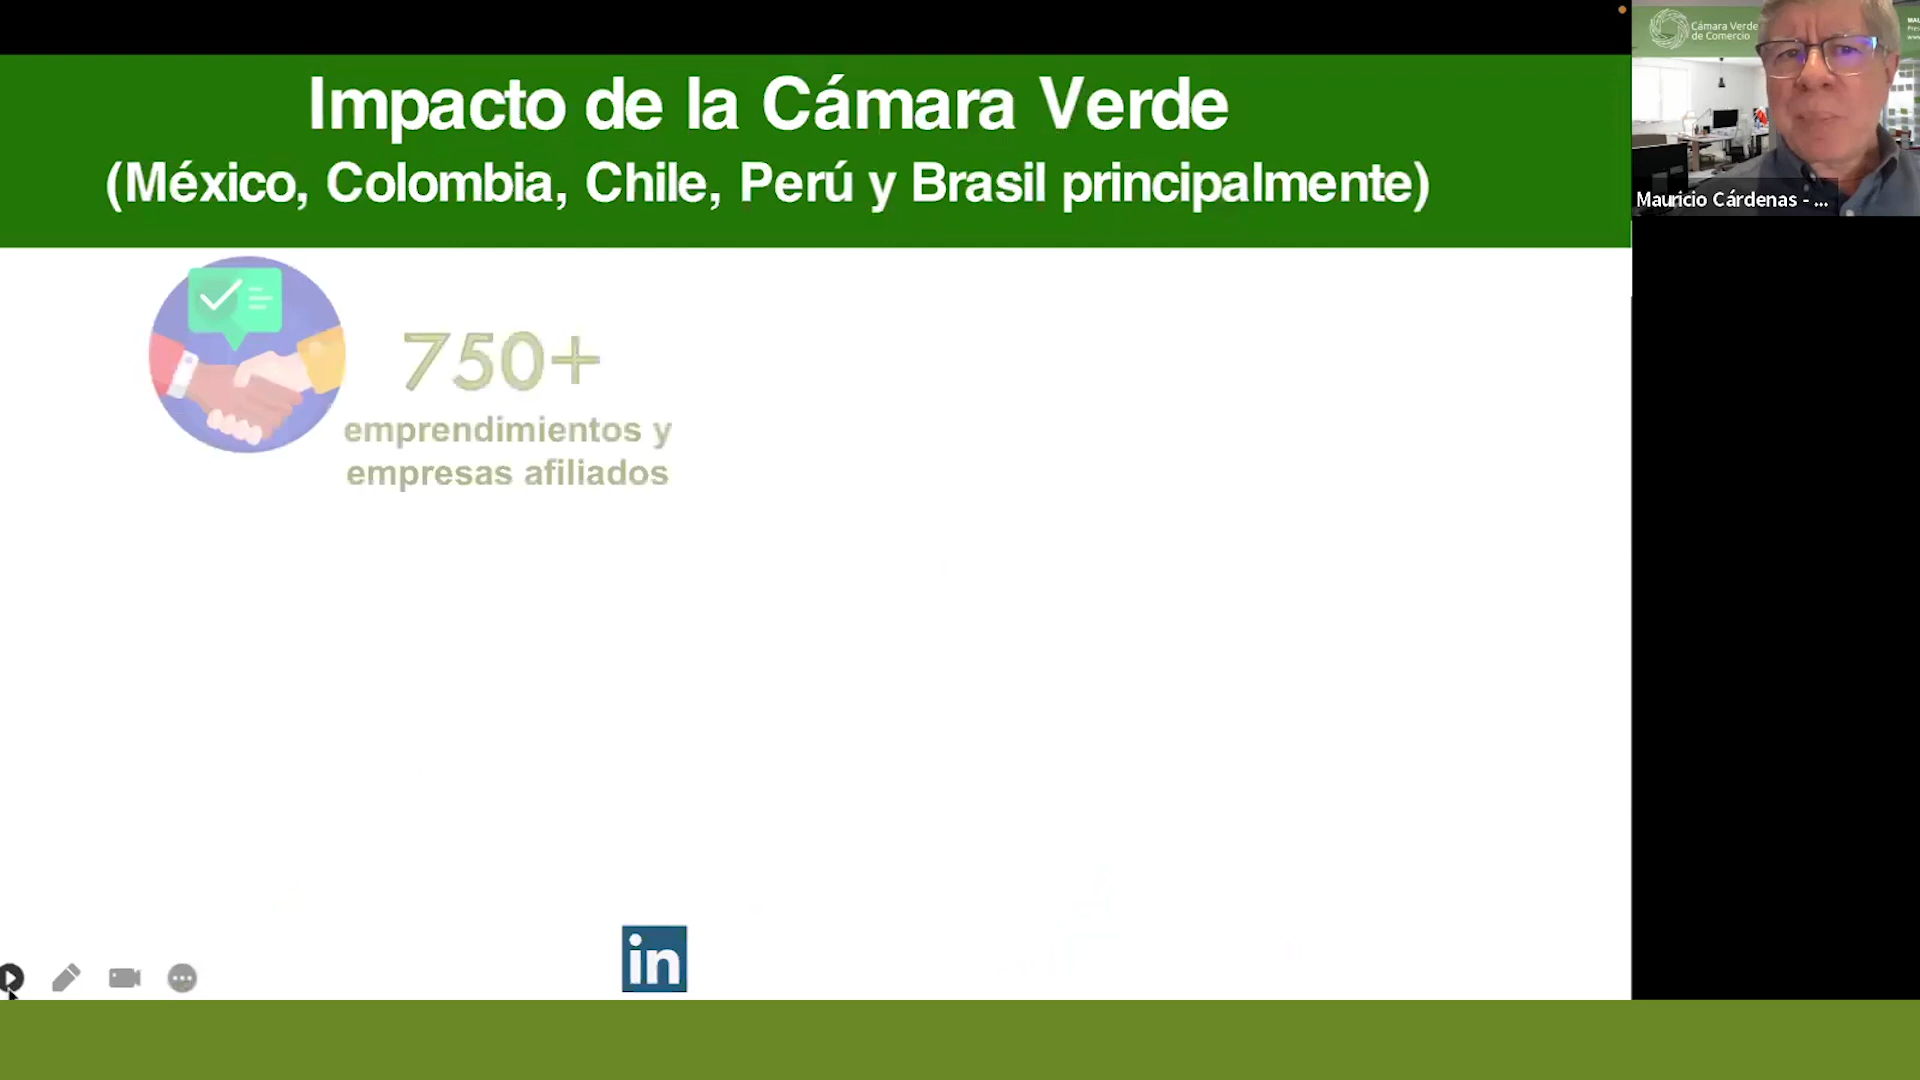 Impacto de la Cámara Verde
(México, Colombia, Chile, Perú y Brasil principalmente)
750+
emprendimientos y
empresas afiliados
in
Cámara Verde
de Comercio
Mauricio Cárdenas - ...